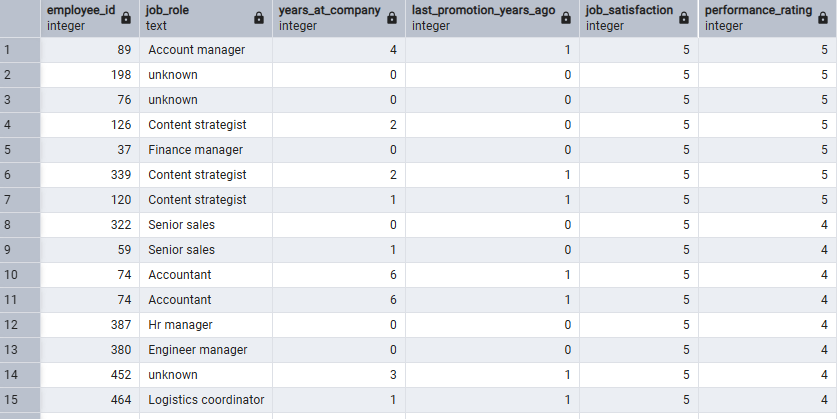 employee_id job_role years_at_company last_promotion_years_ago job_satisfaction performance_rating
integer text integer integer integer integer
1 89 Account manager 4 1 5 5
2 198 unknown 0 0 5 5
3 76 unknown 0 0 5 5
4 126 Content strategist 2 0 5 5
5 37 Finance manager 0 0 5 5
6 339 Content strategist 2 1 5 5
7 120 Content strategist 1 1 5 5
8 322 Senior sales 0 0 5 4
9 59 Senior sales 1 0 5 4
10 74 Accountant 6 1 5 4
11 74 Accountant 6 1 5 4
12 387 Hr manager 0 0 5 4
13 380 Engineer manager 0 0 5 4
14 452 unknown 3 1 5 4
15 464 Logistics coordinator 1 1 5 4